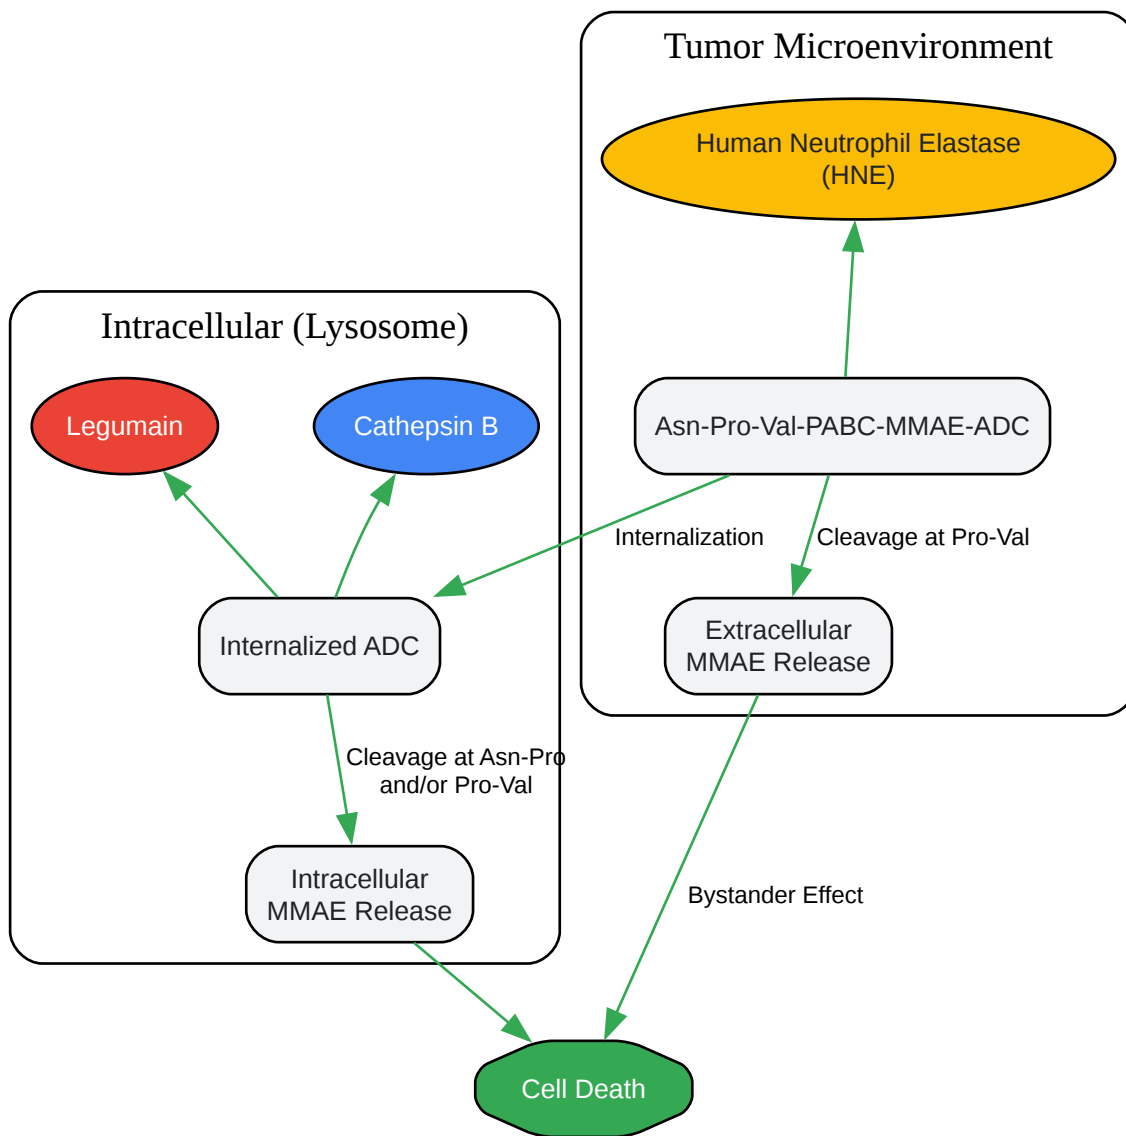 Tumor Microenvironment
Human Neutrophil Elastase
(HNE)
Intracellular (Lysosome)
Legumain
Cathepsin B
Asn-Pro-Val-PABC-MMAE-ADC
Internalization
Cleavage at Pro-Val
Internalized ADC
Extracellular
MMAE Release
Cleavage at Asn-Pro
and/or Pro-Val
Intracellular
MMAE Release
Bystander Effect
Cell Death